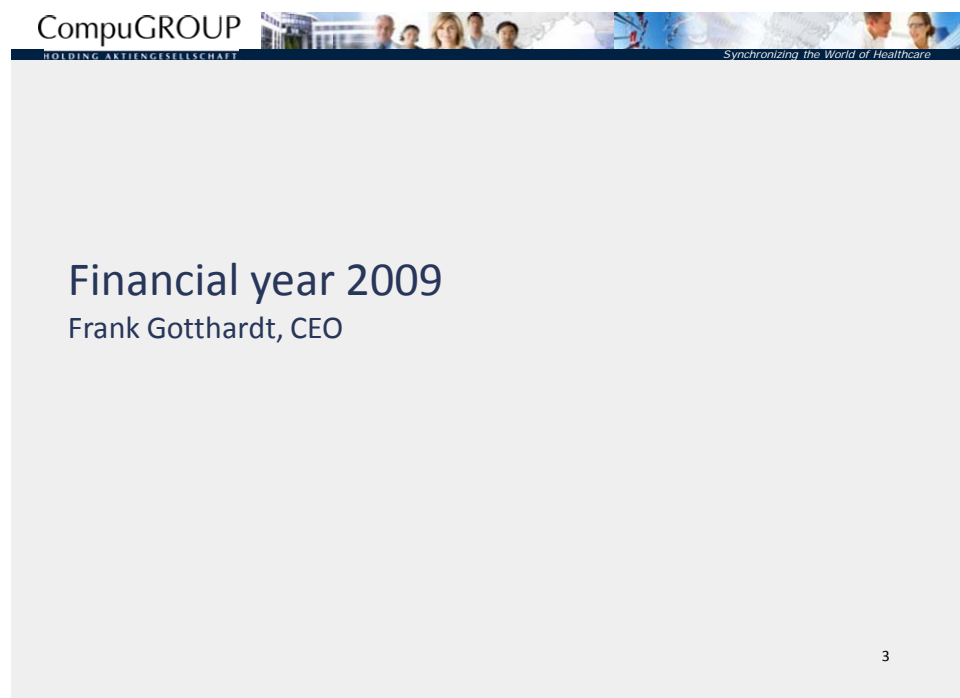 CompuGROUP
HOLDING AKTIENGESELLSCHAFT
Synchronizing the World of Healthcare
Financial year 2009
Frank Gotthardt, CEO
3